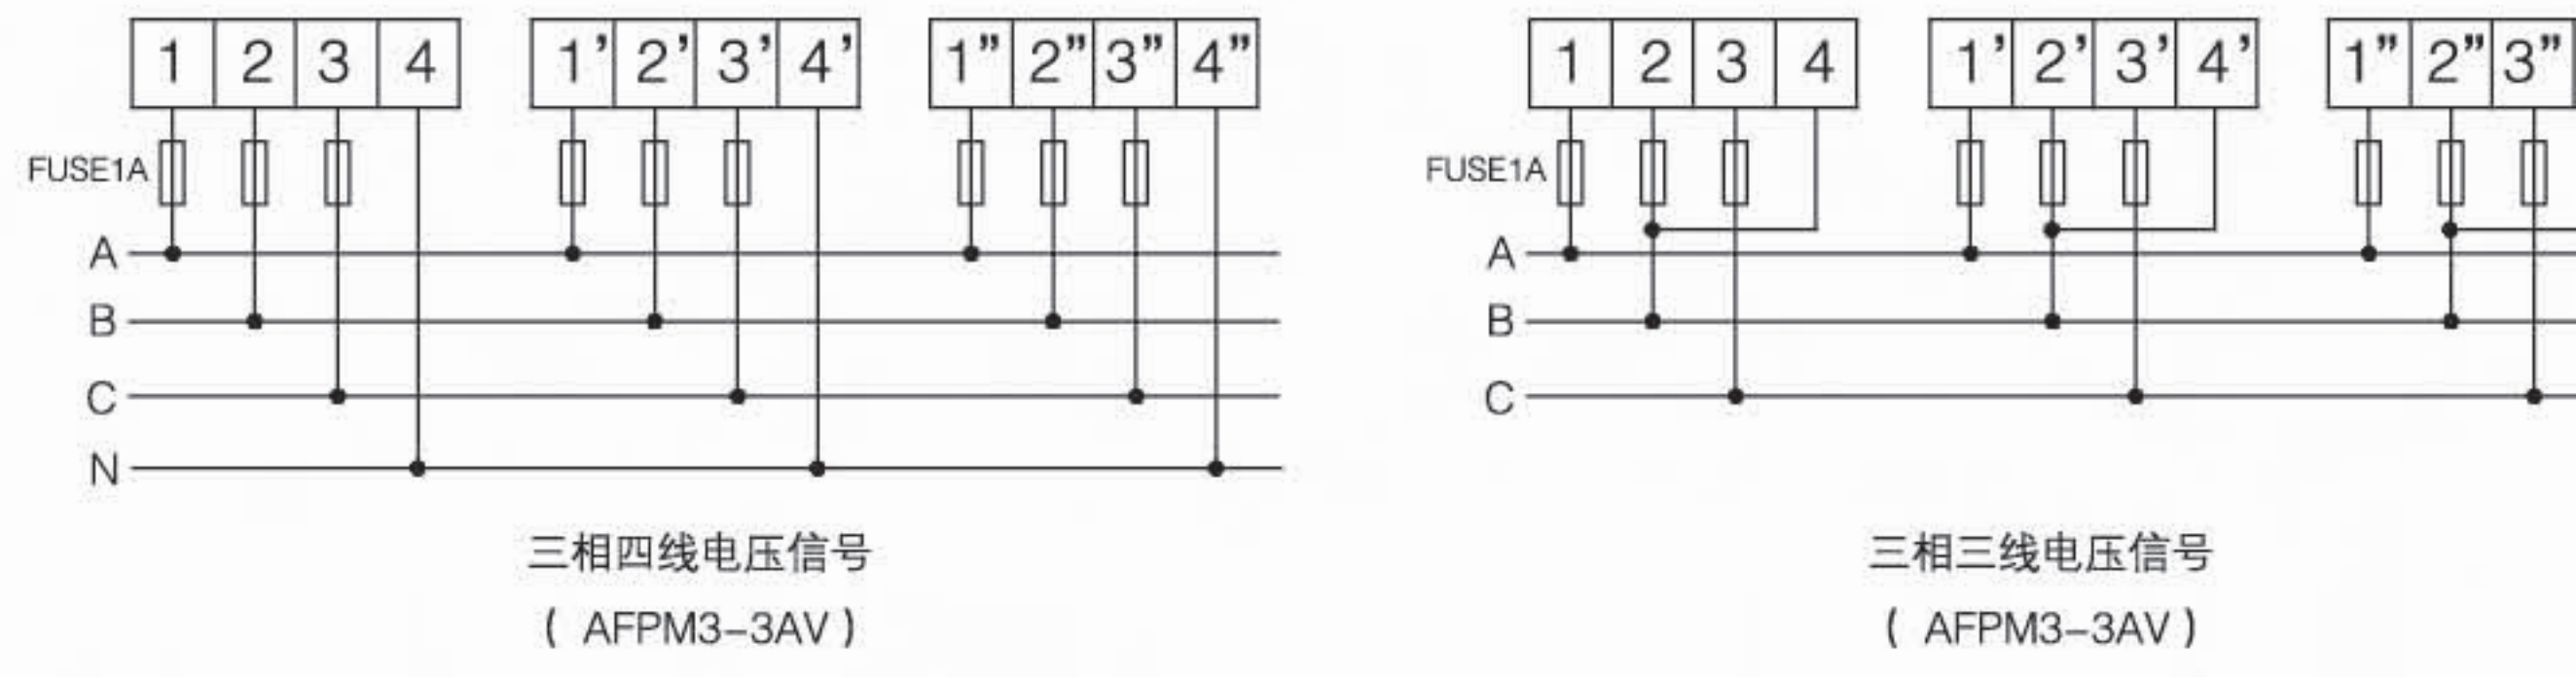 1 2 3 4 1’ 2’ 3’ 4’ 1” 2” 3” 4”
FUSE1A
A
B
C
N
三相四线电压信号
( AFPM3-3AV )
1 2 3 4 1’ 2’ 3’ 4’ 1” 2” 3”
FUSE1A
A
B
C
三相三线电压信号
( AFPM3-3AV )